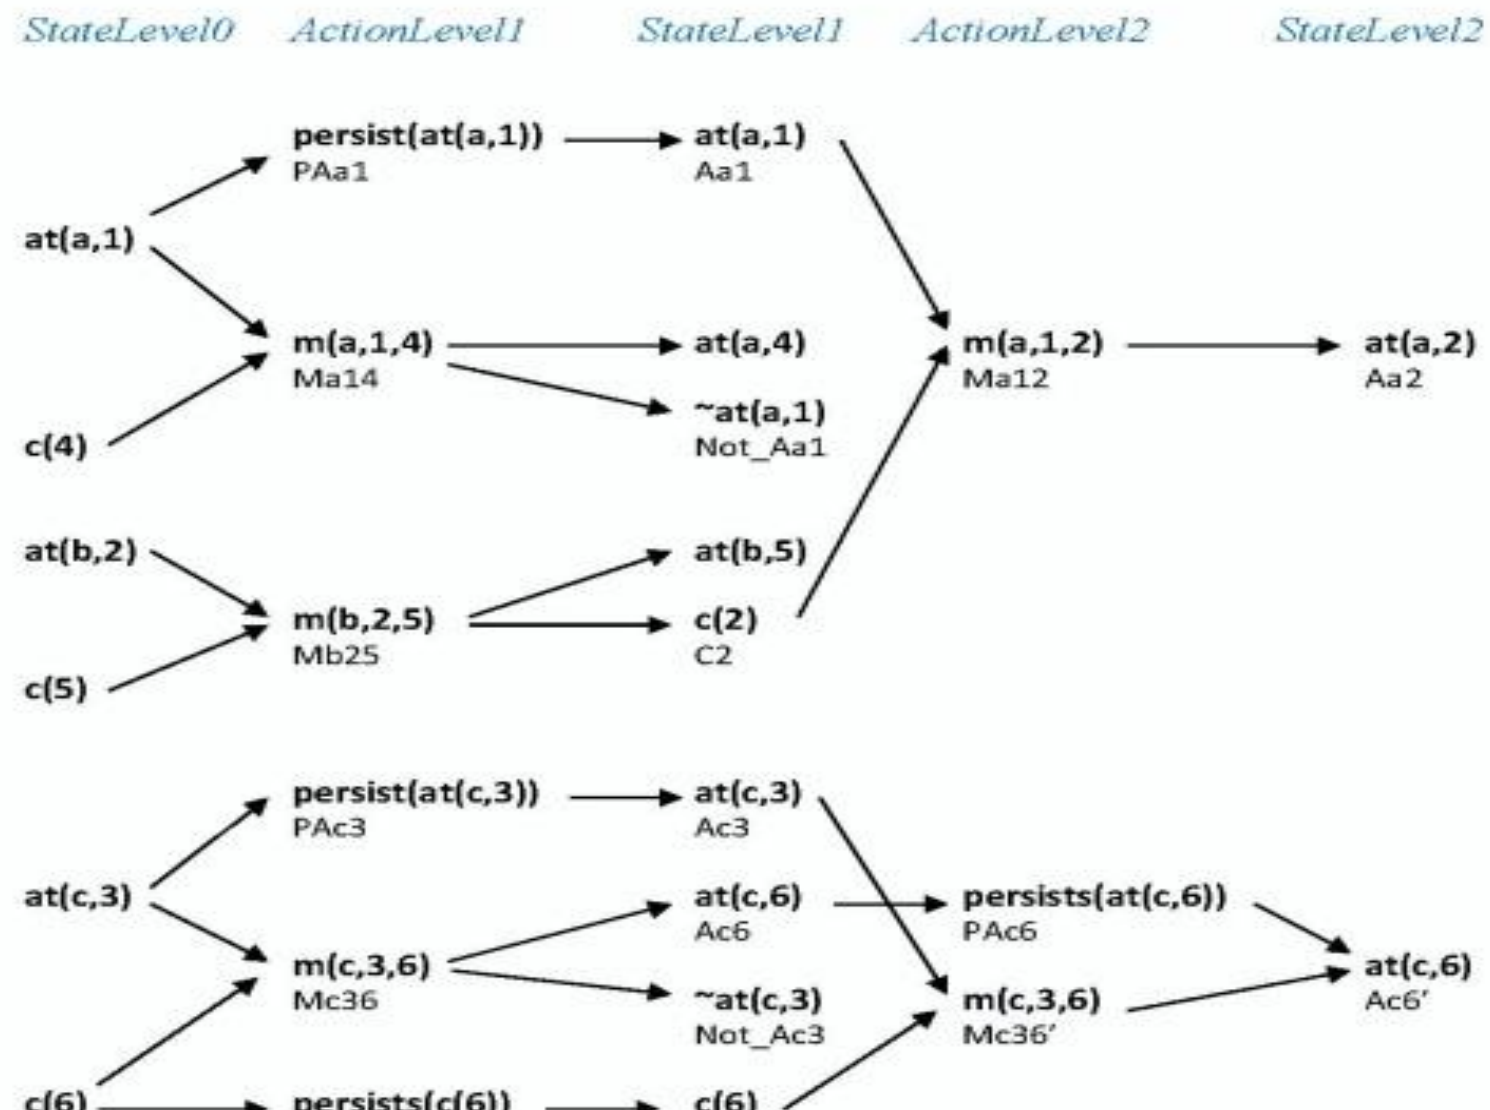 StateLevel0 ActionLevel1 StateLevel1 ActionLevel2 StateLevel2
persist(at(a,1)) at(a,1)
PAa1 Aa1
at(a,1)
m(a,1,4) at(a,4) m(a,1,2) at(a,2)
Ma14 Ma12 Aa2
~at(a,1)
c(4) Not_Aa1
at(b,2) at(b,5)
m(b,2,5) c(2)
Mb25 C2
c(5)
persist(at(c,3)) at(c,3)
PAc3 Ac3
at(c,3) at(c,6) persists(at(c,6))
Ac6 PAc6
m(c,3,6) at(c,6)
Mc36 ~at(c,3) m(c,3,6) Ac6’
Not_Ac3 Mc36’
c(6) persists(c(6)) c(6)